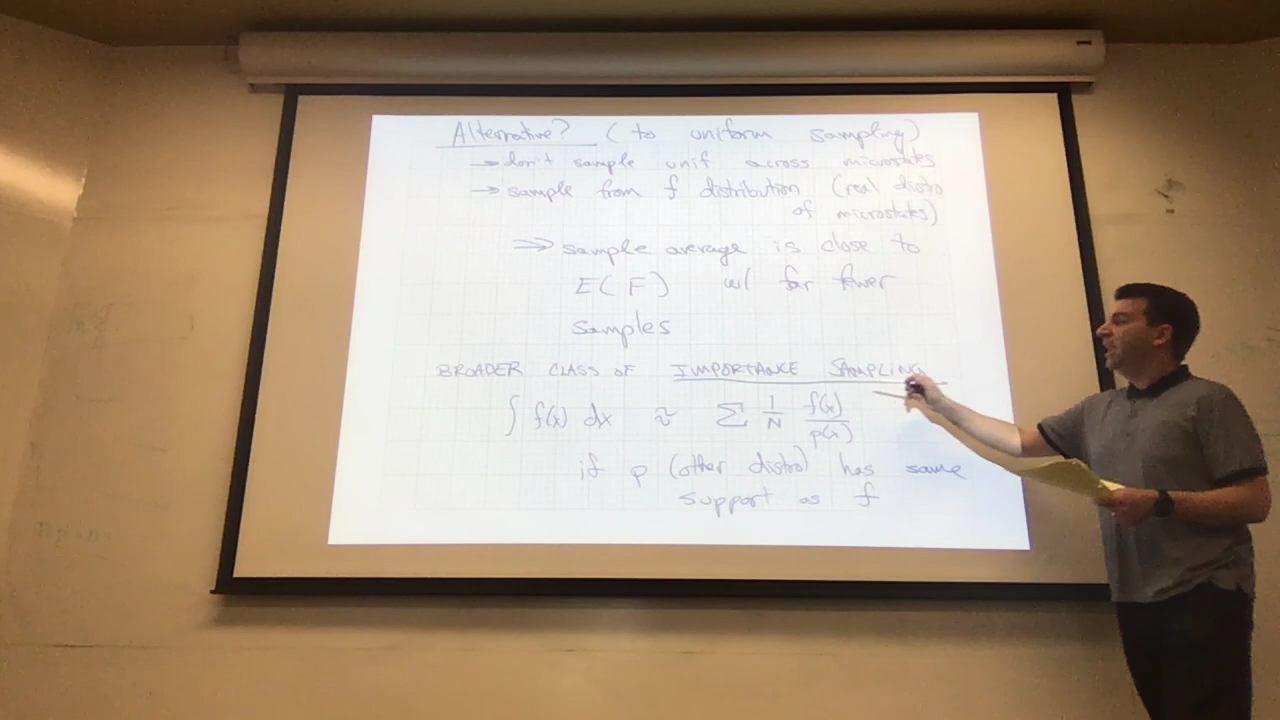 Alternative? (to uniform sampling)
→ don't sample unif across microstates
→ sample from f distribution (real distro
of microstates)
⇒ sample average is close to
E(F) w/ far fewer
samples
BROADER CLASS OF IMPORTANCE SAMPLING
∫ f(x) dx ≈ Σ 1/N f(x)/p(x)
if p (other distro) has same
support as f